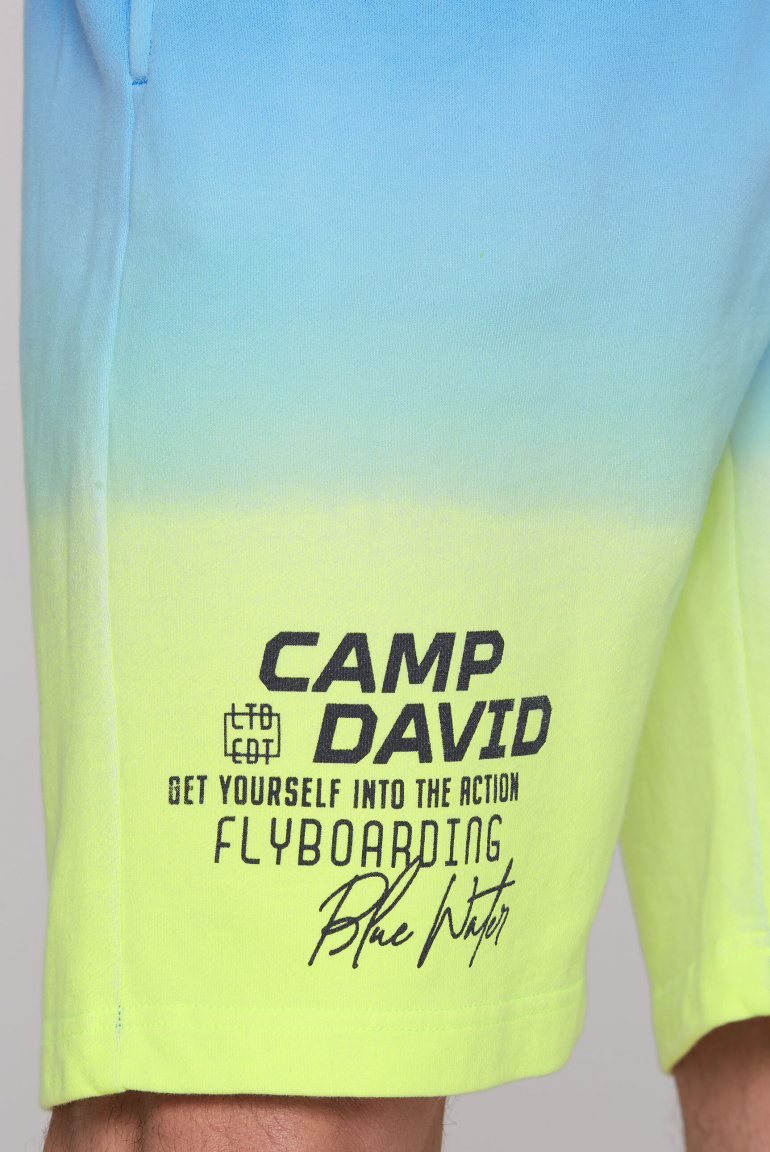 CAMP
LTD
EDT
DAVID
GET YOURSELF INTO THE ACTION
FLYBOARDING
Blue Water